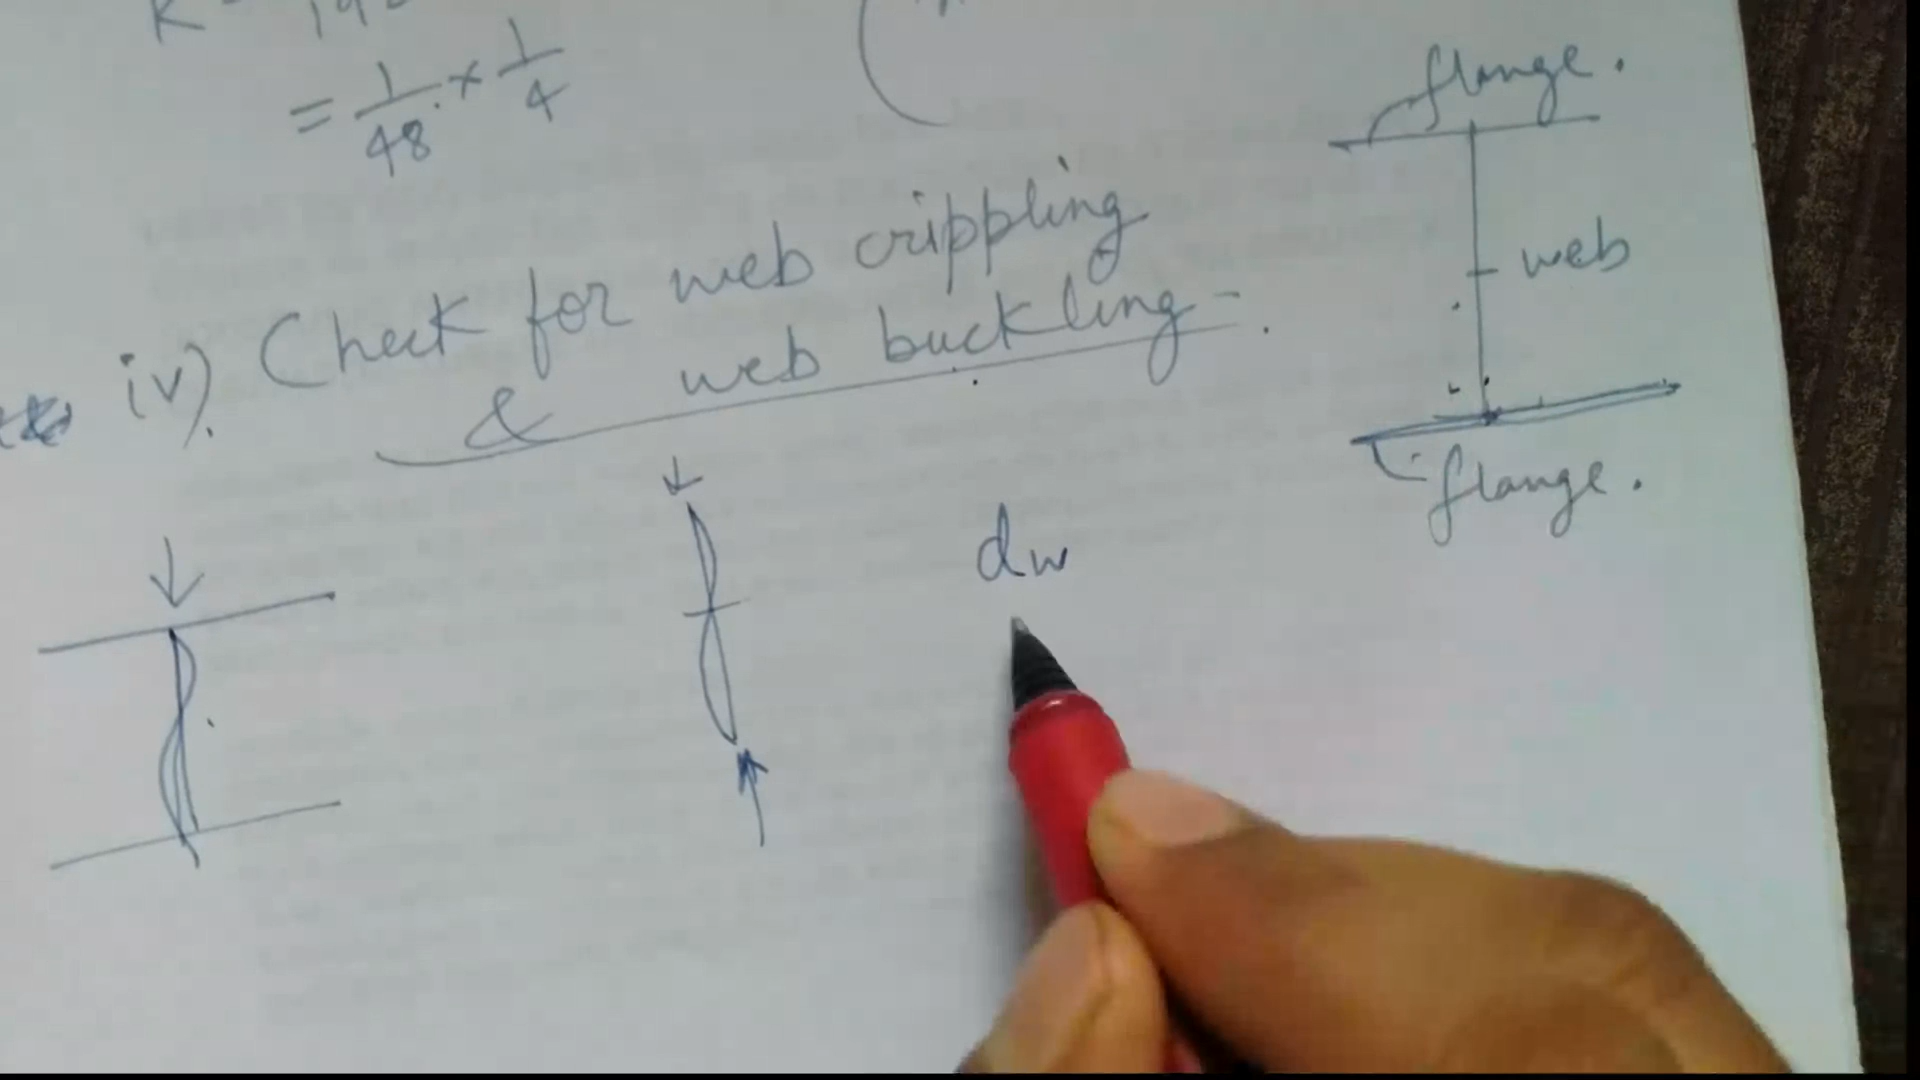 = 1/48 × 1/4
flange.
iv). Check for web crippling
& web buckling -
web
flange.
dw